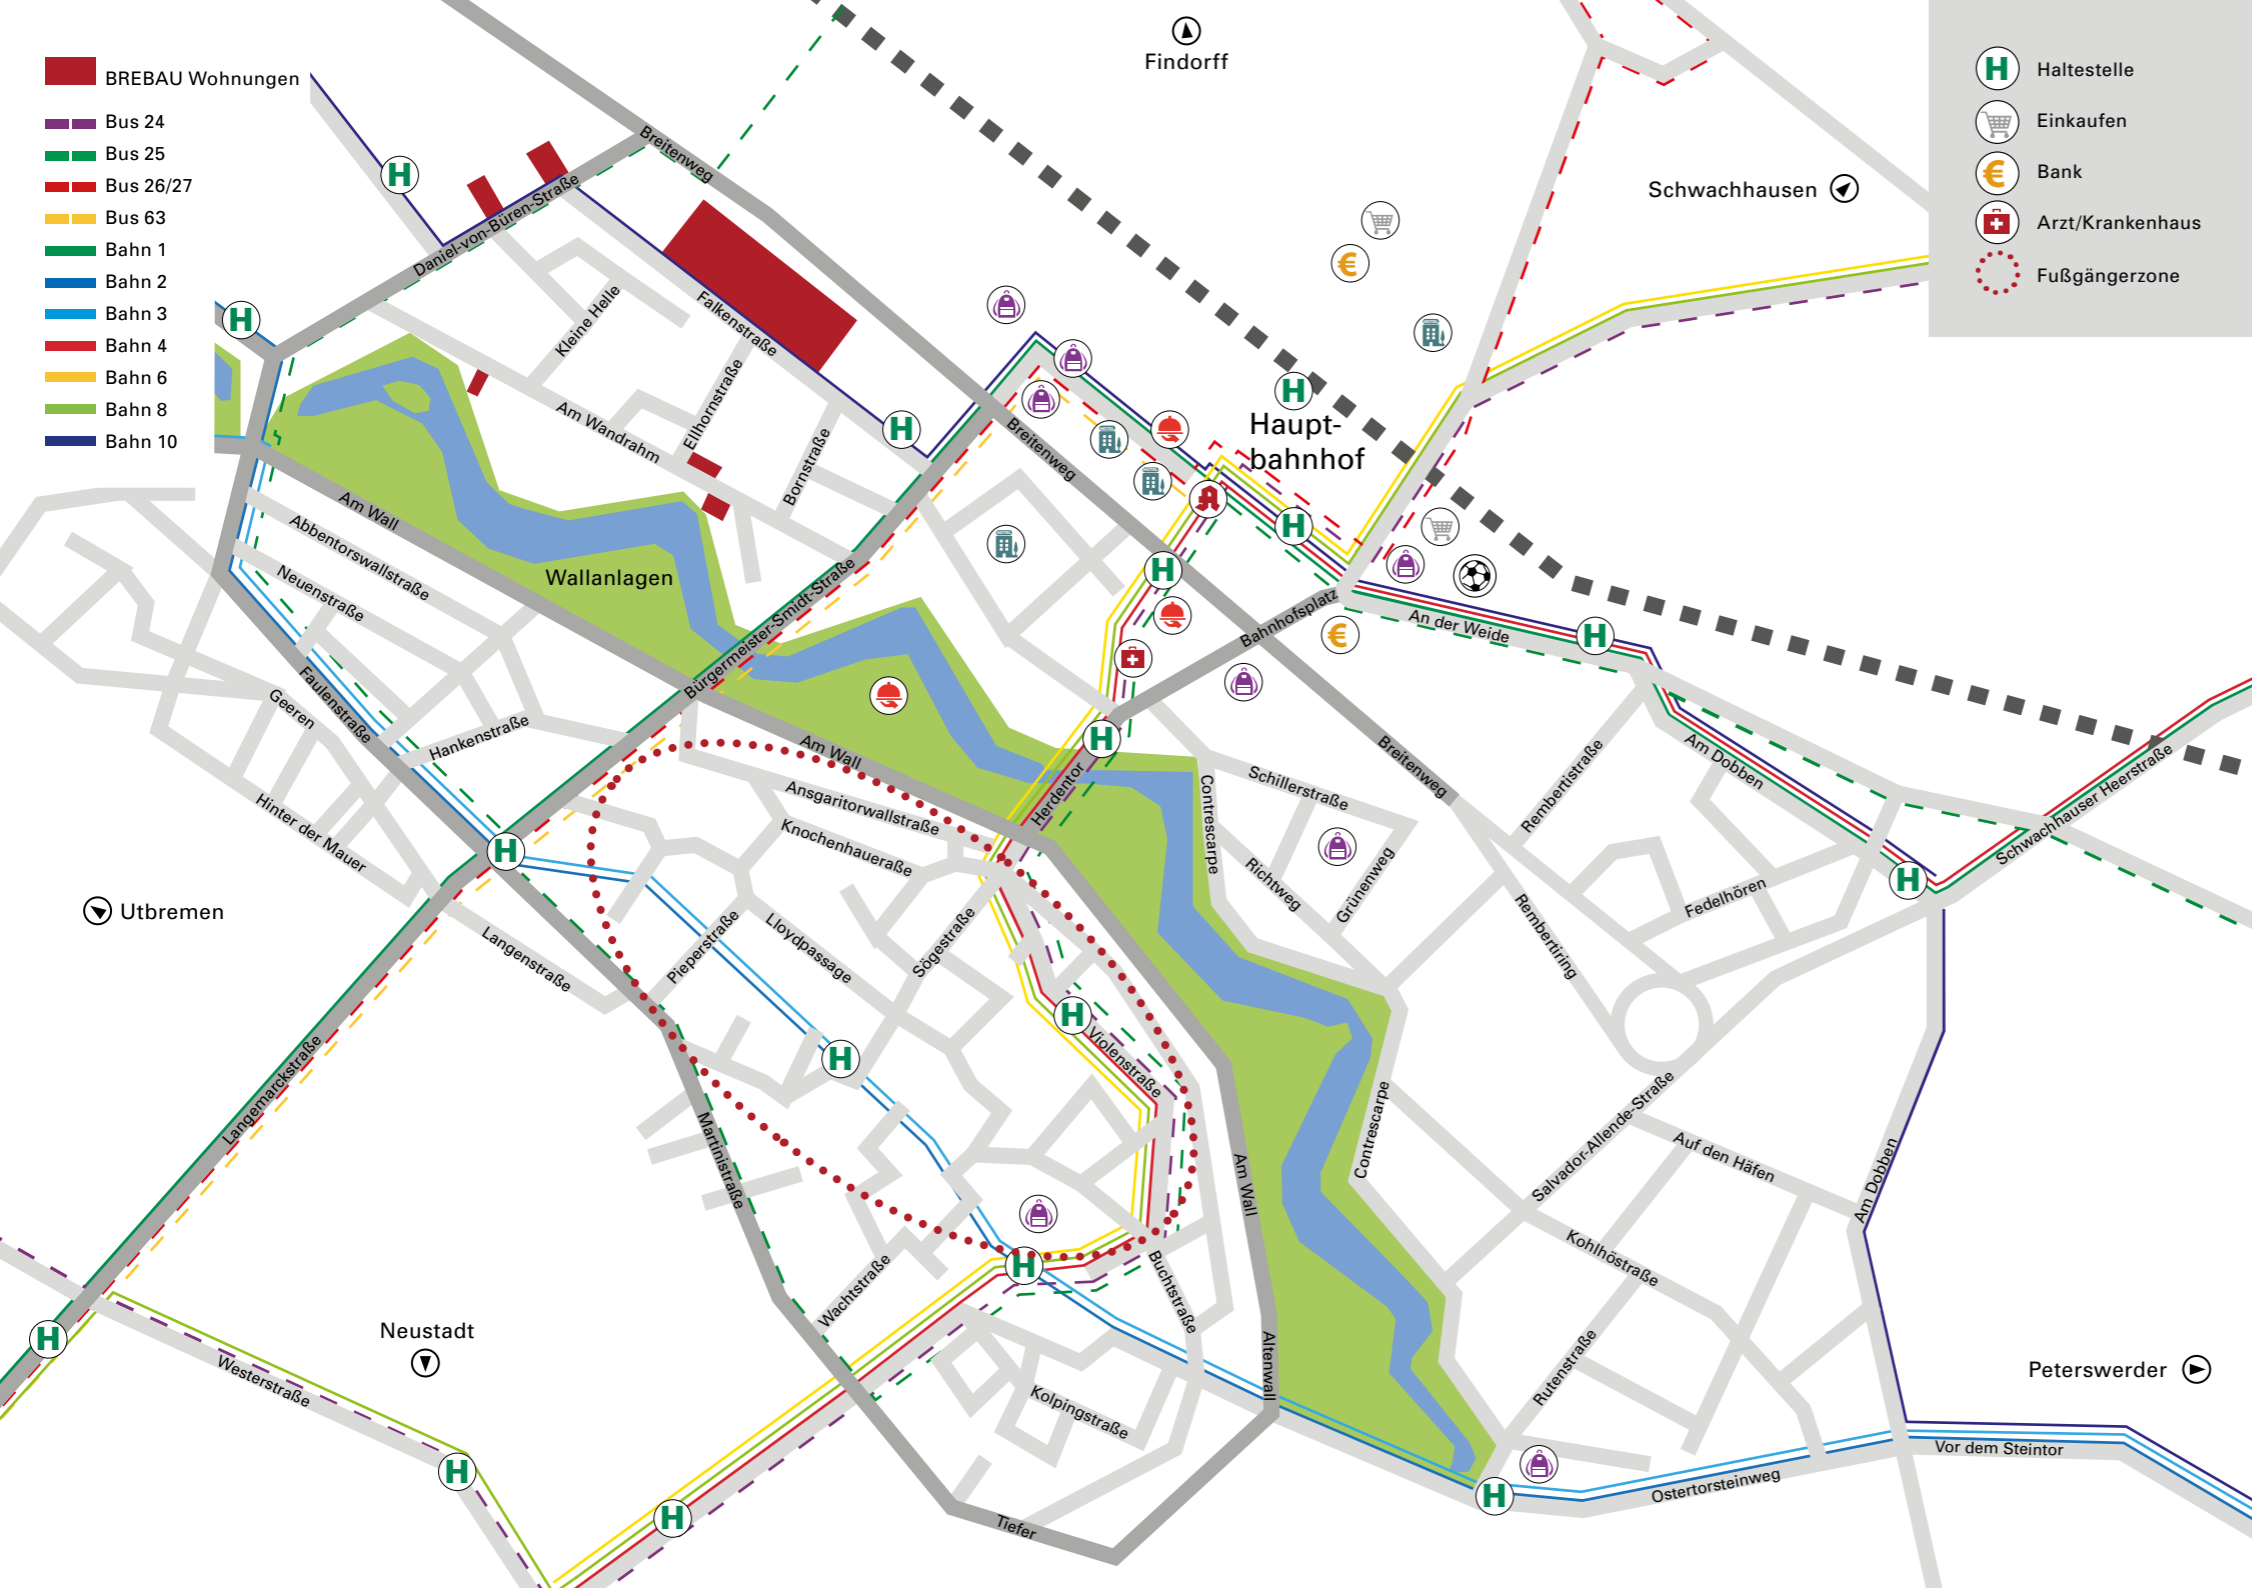 BREBAU Wohnungen
Bus 24
Bus 25
Bus 26/27
Bus 63
Bahn 1
Bahn 2
Bahn 3
Bahn 4
Bahn 6
Bahn 8
Bahn 10
H Haltestelle
Einkaufen
€ Bank
Arzt/Krankenhaus
Fußgängerzone
Findorff
Schwachhausen
Breitenweg
Daniel-von-Büren-Straße
H
H
Kleine Helle
Falkenstraße
Ellhornstraße
Am Wandrahm
Bornstraße
H
Breitenweg
€
H
Haupt-
bahnhof
H
H
Am Wall
Abbentorswallstraße
Neuenstraße
Wallanlagen
Bürgermeister-Smidt-Straße
Bahnhofsplatz
€
An der Weide
H
Faulenstraße
Geeren
Hankenstraße
Hinter der Mauer
H
Am Wall
Ansgaritorwallstraße
Knochenhaueraße
Herdentor
H
Contrescarpe
Schillerstraße
Richtweg
Grünenweg
Breitenweg
Rembertistraße
Am Dobben
Schwachhauser Heerstraße
H
Fedelhören
Rembertiring
Utbremen
Langenstraße
Pieperstraße
Lloydpassage
Sögestraße
H
Violenstraße
H
Langemarckstraße
Martinistraße
Am Wall
Contrescarpe
Salvador-Allende-Straße
Auf den Häfen
Am Dobben
Kohlhöstraße
Rutenstraße
H
Wachtstraße
Buchtstraße
Altenwall
Kolpingstraße
Tiefer
H
Neustadt
Westerstraße
H
H
Peterswerder
H
Ostertorsteinweg
Vor dem Steintor